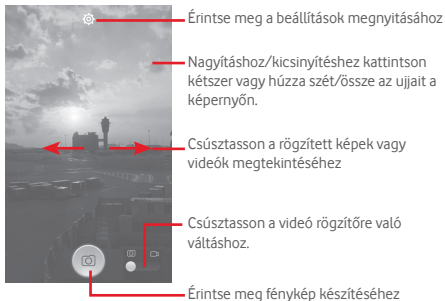 Érintse meg a beállítások megnyitásához
Nagyításhoz/kicsinyítéshez kattintson
kétszer vagy húzza szét/össze az ujjait a
képernyőn.
Csúsztasson a rögzített képek vagy
videók megtekintéséhez
Csúsztasson a videó rögzítőre való
váltáshoz.
Érintse meg fénykép készítéséhez